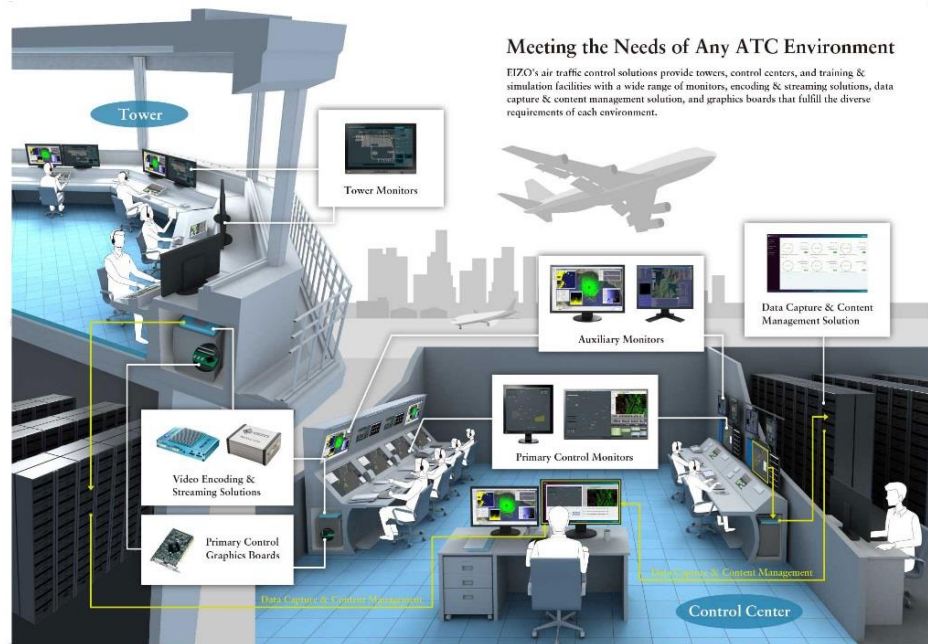 Meeting the Needs of Any ATC Environment
EIZO's air traffic control solutions provide towers, control centers, and training &
simulation facilities with a wide range of monitors, encoding & streaming solutions, data
capture & content management solution, and graphics boards that fulfill the diverse
requirements of each environment.
Tower
Tower Monitors
Data Capture & Content
Management Solution
Auxiliary Monitors
Primary Control Monitors
Video Encoding &
Streaming Solutions
Primary Control
Graphics Boards
Data Capture & Content Management
Data Capture & Content Management
Control Center